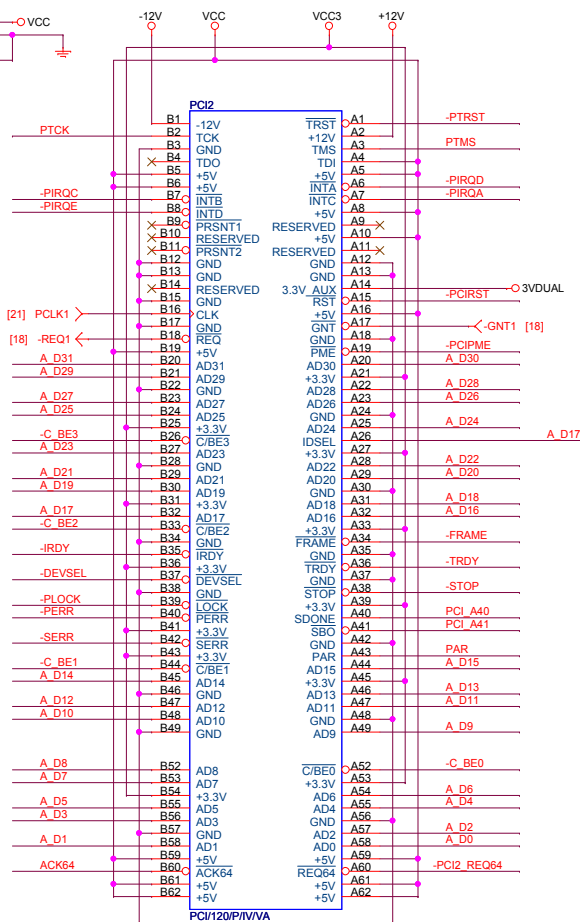 VCC
-12V VCC VCC3 +12V
PCI2
B1 -12V TRST A1 -PTRST
PTCK B2 TCK +12V A2
B3 GND TMS A3 PTMS
B4 TDO TDI A4
B5 +5V +5V A5
B6 +5V INTA A6 -PIRQD
-PIRQC B7 INTB INTC A7 -PIRQA
-PIRQE B8 INTD +5V A8
B9 PRSNT1 RESERVED A9
B10 RESERVED +5V A10
B11 PRSNT2 RESERVED A11
B12 GND GND A12
B13 GND GND A13
B14 RESERVED 3.3V_AUX A14 3VDUAL
B15 GND RST A15 -PCIRST
[21] PCLK1 B16 CLK +5V A16
B17 GND GNT A17 -GNT1 [18]
[18] -REQ1 B18 REQ GND A18
B19 +5V PME A19 -PCIPME
A_D31 B20 AD31 AD30 A20 A_D30
A_D29 B21 AD29 +3.3V A21
B22 GND AD28 A22 A_D28
A_D27 B23 AD27 AD26 A23 A_D26
A_D25 B24 AD25 GND A24
B25 +3.3V AD24 A25 A_D24
-C_BE3 B26 C/BE3 IDSEL A26 A_D17
A_D23 B27 AD23 +3.3V A27
B28 GND AD22 A28 A_D22
A_D21 B29 AD21 AD20 A29 A_D20
A_D19 B30 AD19 GND A30
B31 +3.3V AD18 A31 A_D18
A_D17 B32 AD17 AD16 A32 A_D16
-C_BE2 B33 C/BE2 +3.3V A33
B34 GND FRAME A34 -FRAME
-IRDY B35 IRDY GND A35
B36 +3.3V TRDY A36 -TRDY
-DEVSEL B37 DEVSEL GND A37
B38 GND STOP A38 -STOP
-PLOCK B39 LOCK +3.3V A39
-PERR B40 PERR SDONE A40 PCI_A40
B41 +3.3V SBO A41 PCI_A41
-SERR B42 SERR GND A42
B43 +3.3V PAR A43 PAR
-C_BE1 B44 C/BE1 AD15 A44 A_D15
A_D14 B45 AD14 +3.3V A45
B46 GND AD13 A46 A_D13
A_D12 B47 AD12 AD11 A47 A_D11
A_D10 B48 AD10 GND A48
B49 GND AD9 A49 A_D9
A_D8 B52 AD8 C/BE0 A52 -C_BE0
A_D7 B53 AD7 +3.3V A53
B54 +3.3V AD6 A54 A_D6
A_D5 B55 AD5 AD4 A55 A_D4
A_D3 B56 AD3 GND A56
B57 GND AD2 A57 A_D2
A_D1 B58 AD1 AD0 A58 A_D0
B59 +5V +5V A59
ACK64 B60 ACK64 REQ64 A60 -PCI2_REQ64
B61 +5V +5V A61
B62 +5V +5V A62
PCI/120/P/IV/VA